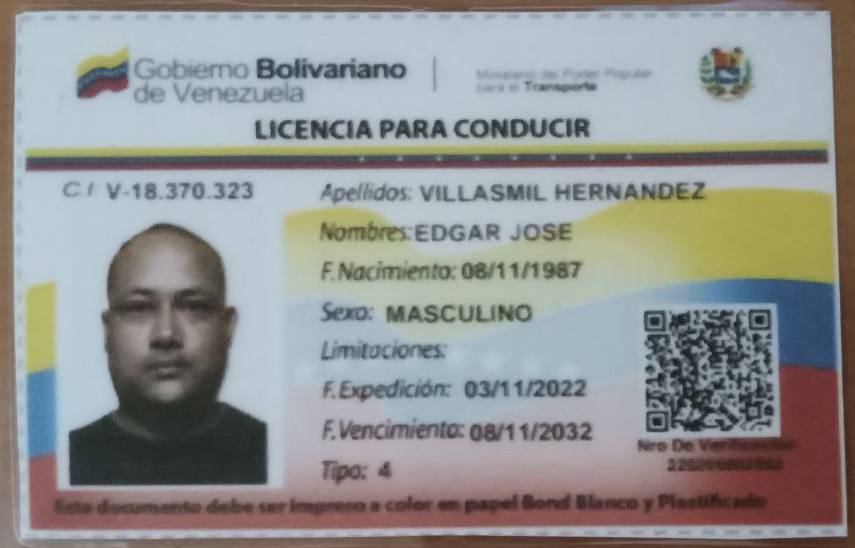 Gobierno Bolivariano
de Venezuela
Ministerio del Poder Popular
para el Transporte
LICENCIA PARA CONDUCIR
C I V-18.370.323
Apellidos: VILLASMIL HERNANDEZ
Nombres: EDGAR JOSE
F. Nacimiento: 08/11/1987
Sexo: MASCULINO
Limitaciones:
F. Expedición: 03/11/2022
F. Vencimiento: 08/11/2032
Tipo: 4
Nro De Verificación
Este documento debe ser impreso a color en papel Bond Blanco y Plastificado